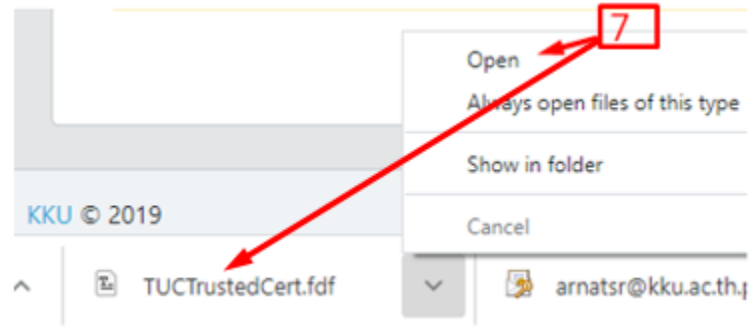 7
Open
Always open files of this type
Show in folder
KKU © 2019
Cancel
TUCTrustedCert.fdf
arnatsr@kku.ac.th.p